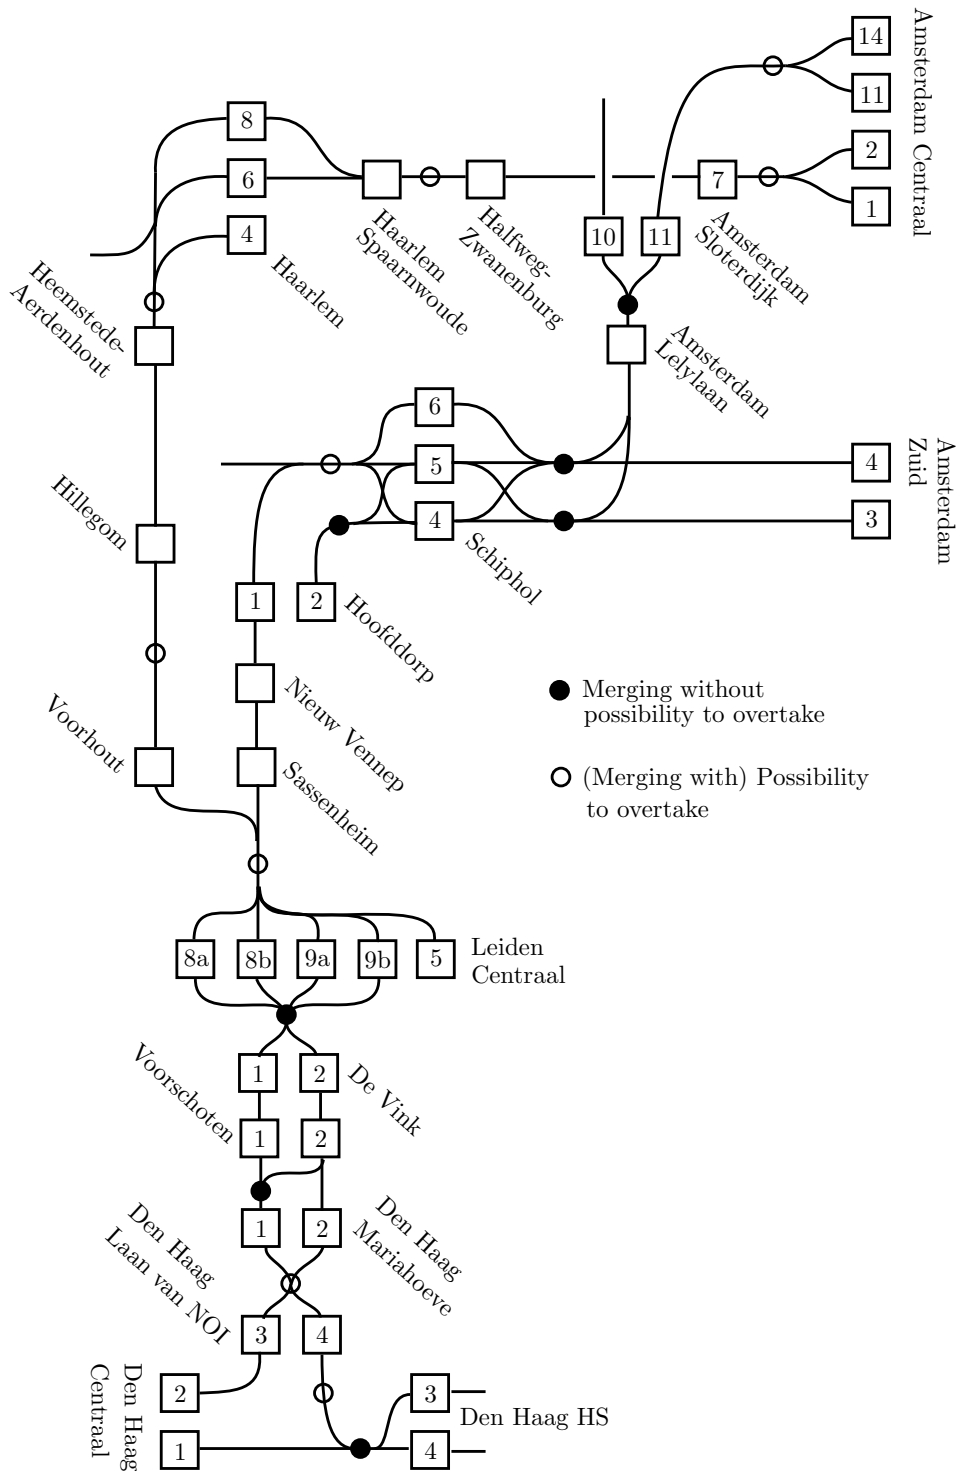 14
11
2
1
Amsterdam Centraal
8
6
4
Haarlem
Haarlem
Spaarnwoude
Halfweg-
Zwanenburg
7
Amsterdam
Sloterdijk
10
11
Heemstede-
Aerdenhout
Amsterdam
Lelylaan
6
5
4
Schiphol
4
3
Amsterdam
Zuid
Hillegom
1
2
Hoofddorp
Nieuw Vennep
Merging without
possibility to overtake
(Merging with) Possibility
to overtake
Voorhout
Sassenheim
8a
8b
9a
9b
5
Leiden
Centraal
1
2
De Vink
Voorschoten
1
2
1
2
Den Haag
Mariahoeve
Den Haag
Laan van NOI
3
4
2
1
Den Haag
Centraal
3
Den Haag HS
4